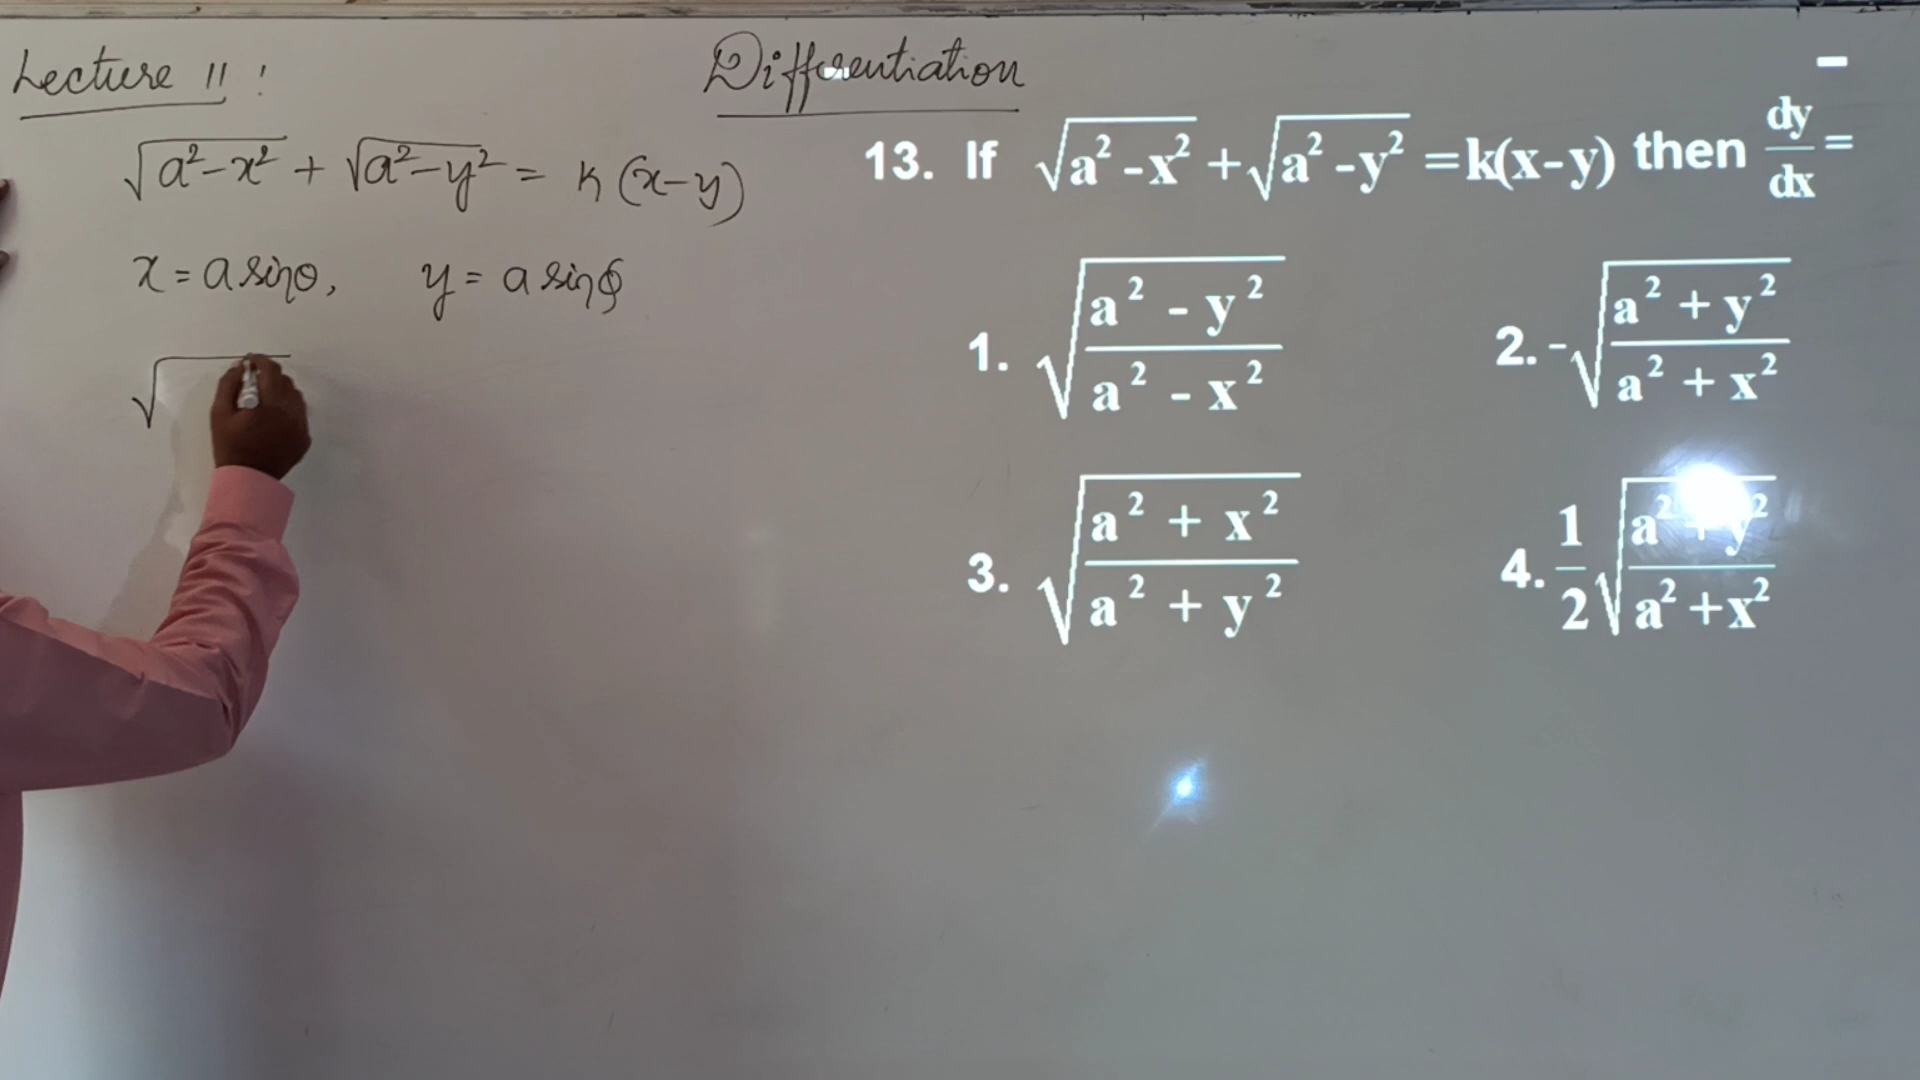 Lecture 11 :
Differentiation
√(a²-x²) + √(a²-y²) = k (x-y)
x = a sinθ, y = a sinϕ
√
13. If √(a² -x²) +√(a² -y²) =k(x-y) then dy/dx =
1. √((a² - y²)/(a² - x²))
2. -√((a² + y²)/(a² + x²))
3. √((a² + x²)/(a² + y²))
4. 1/2 √((a² + y²)/(a² +x²))